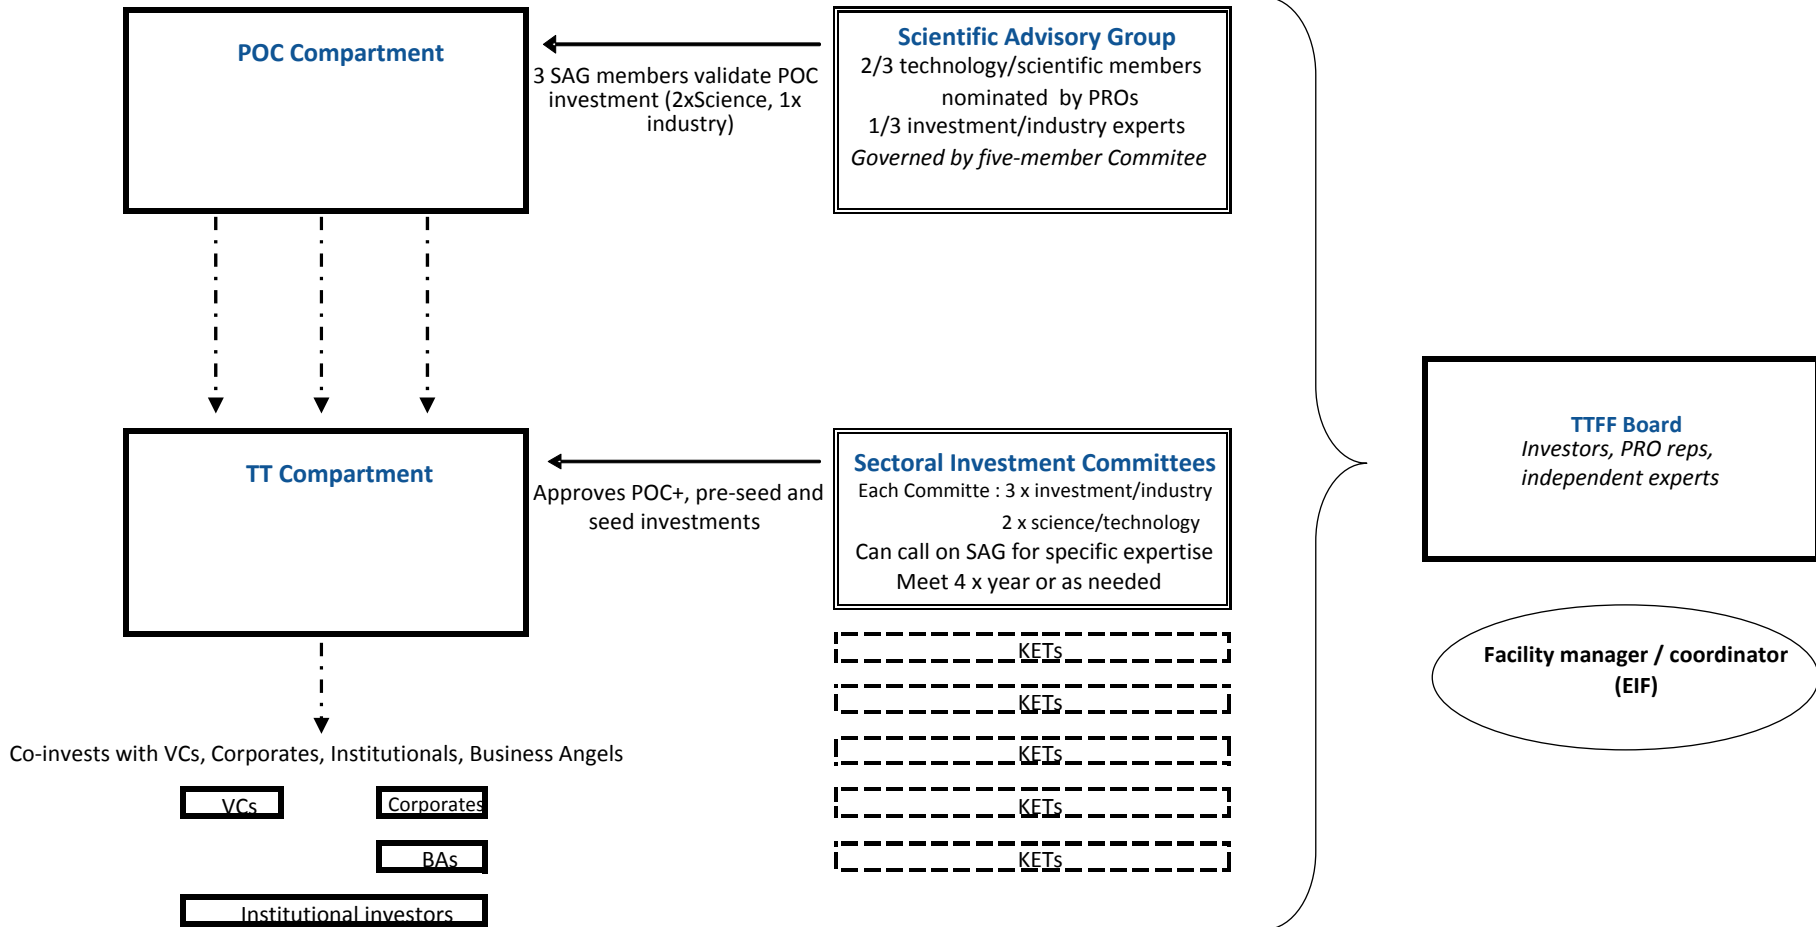 POC Compartment
3 SAG members validate POC
investment (2xScience, 1x
industry)
Scientific Advisory Group
2/3 technology/scientific members
nominated by PROs
1/3 investment/industry experts
Governed by five-member Commitee
TT Compartment
Approves POC+, pre-seed and
seed investments
Sectoral Investment Committees
Each Committe : 3 x investment/industry
2 x science/technology
Can call on SAG for specific expertise
Meet 4 x year or as needed
KETs
KETs
KETs
KETs
KETs
Co-invests with VCs, Corporates, Institutionals, Business Angels
VCs
Corporates
BAs
Institutional investors
TTFF Board
Investors, PRO reps,
independent experts
Facility manager / coordinator
(EIF)